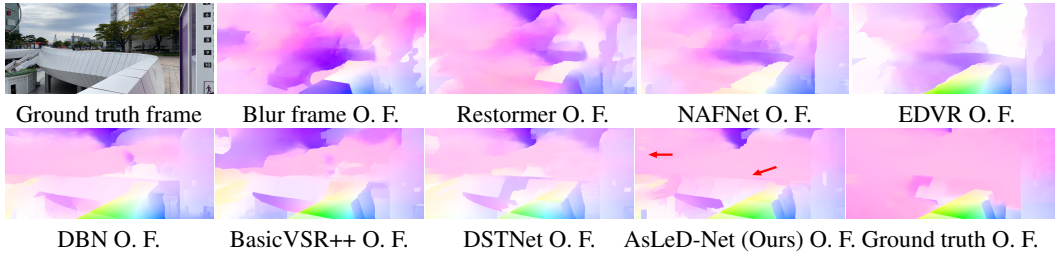 Ground truth frame Blur frame O. F. Restormer O. F. NAFNet O. F. EDVR O. F.
DBN O. F. BasicVSR++ O. F. DSTNet O. F. AsLeD-Net (Ours) O. F. Ground truth O. F.